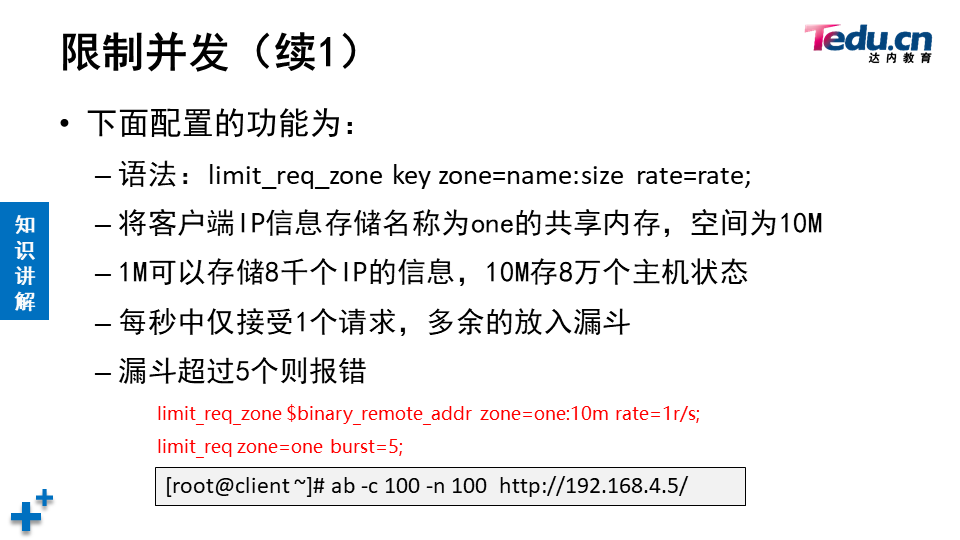 限制并发（续1）
Tedu.cn
达内教育
• 下面配置的功能为：
– 语法：limit_req_zone key zone=name:size rate=rate;
– 将客户端IP信息存储名称为one的共享内存，空间为10M
– 1M可以存储8千个IP的信息，10M存8万个主机状态
– 每秒中仅接受1个请求，多余的放入漏斗
– 漏斗超过5个则报错
limit_req_zone $binary_remote_addr zone=one:10m rate=1r/s;
limit_req zone=one burst=5;
[root@client ~]# ab -c 100 -n 100 http://192.168.4.5/
知
识
讲
解